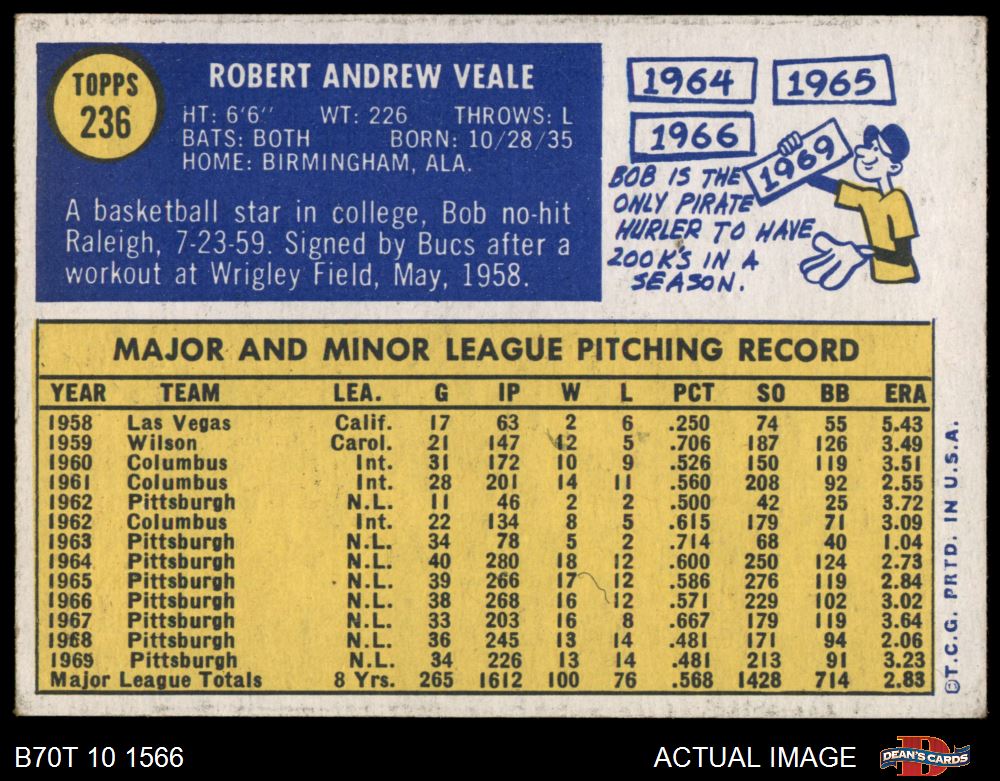 TOPPS
236
ROBERT ANDREW VEALE
HT: 6'6" WT: 226 THROWS: L
BATS: BOTH BORN: 10/28/35
HOME: BIRMINGHAM, ALA.
A basketball star in college, Bob no-hit
Raleigh, 7-23-59. Signed by Bucs after a
workout at Wrigley Field, May, 1958.
1964 1965
1966
1969
BOB IS THE
ONLY PIRATE
HURLER TO HAVE
200 K'S IN A
SEASON.
MAJOR AND MINOR LEAGUE PITCHING RECORD
YEAR TEAM LEA. G IP W L PCT SO BB ERA
1958 Las Vegas Calif. 17 63 2 6 .250 74 55 5.43
1959 Wilson Carol. 21 147 12 5 .706 187 126 3.49
1960 Columbus Int. 31 172 10 9 .526 150 119 3.51
1961 Columbus Int. 28 201 14 11 .560 208 92 2.55
1962 Pittsburgh N.L. 11 46 2 2 .500 42 25 3.72
1962 Columbus Int. 22 134 8 5 .615 179 71 3.09
1963 Pittsburgh N.L. 34 78 5 2 .714 68 40 1.04
1964 Pittsburgh N.L. 40 280 18 12 .600 250 124 2.73
1965 Pittsburgh N.L. 39 266 17 12 .586 276 119 2.84
1966 Pittsburgh N.L. 38 268 16 12 .571 229 102 3.02
1967 Pittsburgh N.L. 33 203 16 8 .667 179 119 3.64
1968 Pittsburgh N.L. 36 245 13 14 .481 171 94 2.06
1969 Pittsburgh N.L. 34 226 13 14 .481 213 91 3.23
Major League Totals 8 Yrs. 265 1612 100 76 .568 1428 714 2.83
©T.C.G. PRTD. IN U.S.A.
B70T 10 1566
ACTUAL IMAGE
DEAN'S CARDS